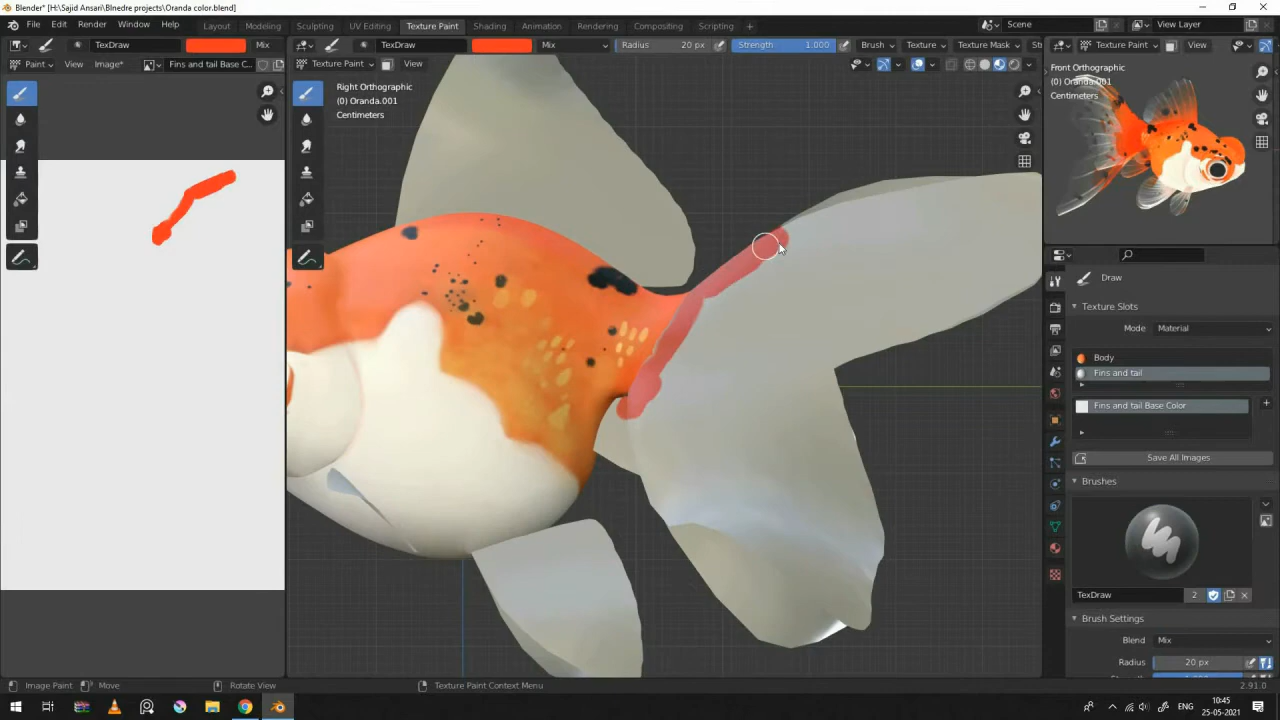 Blender* [H:\Sajid Ansari\Blnedre projects\Oranda color.blend]
File Edit Render Window Help Layout Modeling Sculpting UV Editing Texture Paint Shading Animation Rendering Compositing Scripting Scene View Layer
TexDraw Mix TexDraw Mix Radius 20 px Strength 1.000 Brush Texture Texture Mask Texture Paint View
Paint View Image* Fins and tail Base C... Texture Paint View
Right Orthographic
(0) Oranda.001
Centimeters
Front Orthographic
(0) Oranda.001
Centimeters
Draw
Texture Slots
Mode Material
Body
Fins and tail
Fins and tail Base Color
Save All Images
Brushes
TexDraw 2
Brush Settings
Blend Mix
Radius 20 px
Image Paint Move Rotate View Texture Paint Context Menu 2.91.0
10:45
25-05-2021